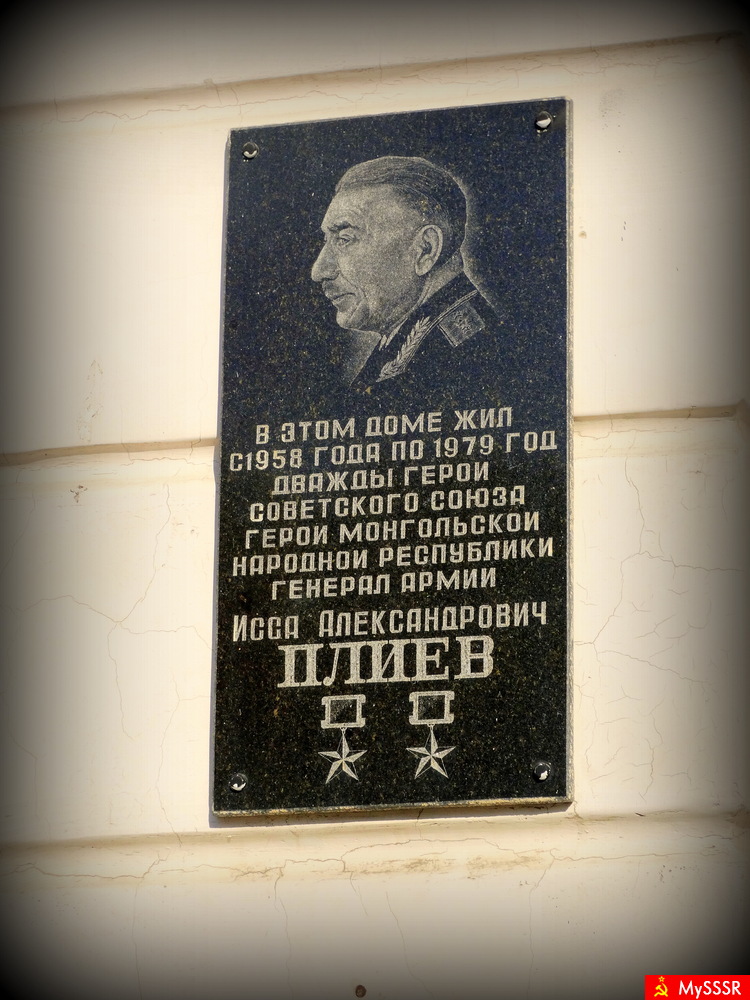 В ЭТОМ ДОМЕ ЖИЛ
С1958 ГОДА ПО 1979 ГОД
ДВАЖДЫ ГЕРОЙ
СОВЕТСКОГО СОЮЗА
ГЕРОЙ МОНГОЛЬСКОЙ
НАРОДНОЙ РЕСПУБЛИКИ
ГЕНЕРАЛ АРМИИ
ИССА АЛЕКСАНДРОВИЧ
ПЛИЕВ
MySSSR